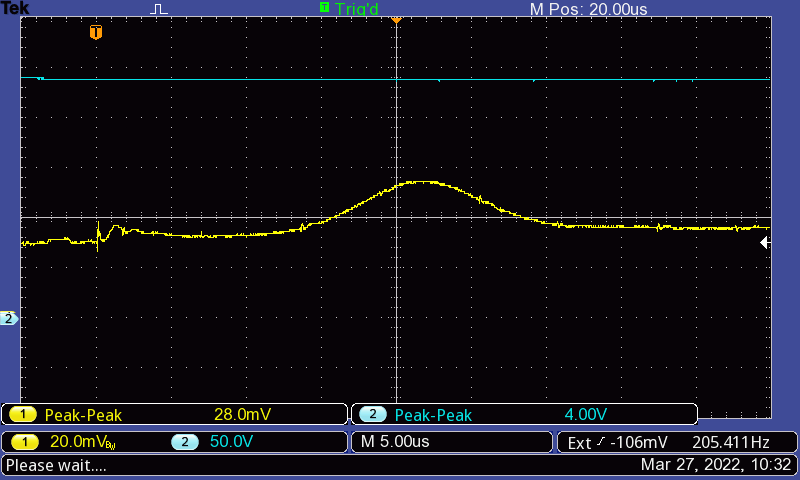 Tek T Trig'd M Pos: 20.00us
T
2
1 Peak-Peak 28.0mV 2 Peak-Peak 4.00V
1 20.0mVBW 2 50.0V M 5.00us Ext -106mV 205.411Hz
Please wait.... Mar 27, 2022, 10:32